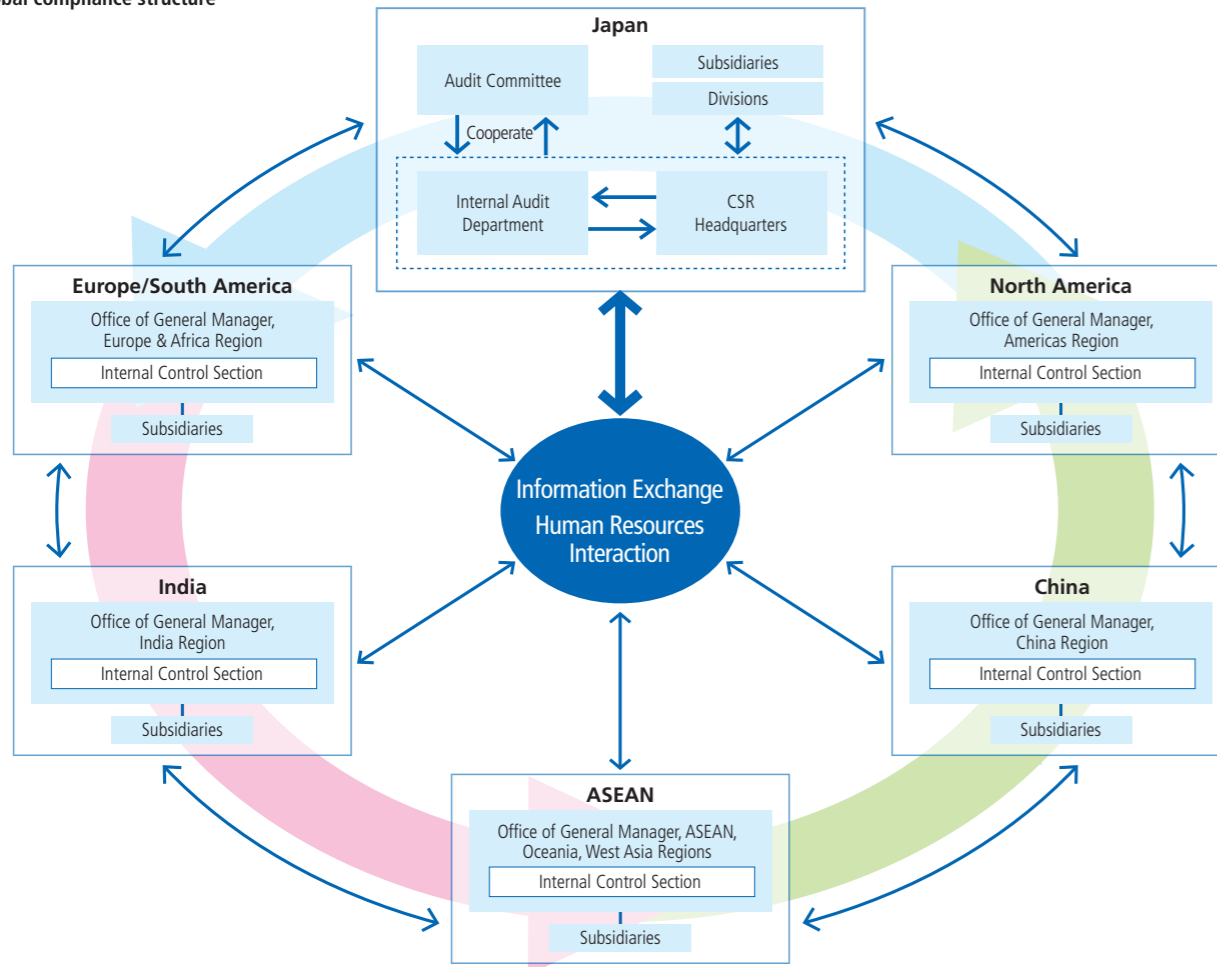 compliance structure
Japan
Audit Committee
Subsidiaries
Divisions
Cooperate
Internal Audit
Department
CSR
Headquarters
Europe/South America
Office of General Manager,
Europe & Africa Region
Internal Control Section
Subsidiaries
North America
Office of General Manager,
Americas Region
Internal Control Section
Subsidiaries
Information Exchange
Human Resources
Interaction
India
Office of General Manager,
India Region
Internal Control Section
Subsidiaries
China
Office of General Manager,
China Region
Internal Control Section
Subsidiaries
ASEAN
Office of General Manager, ASEAN,
Oceania, West Asia Regions
Internal Control Section
Subsidiaries